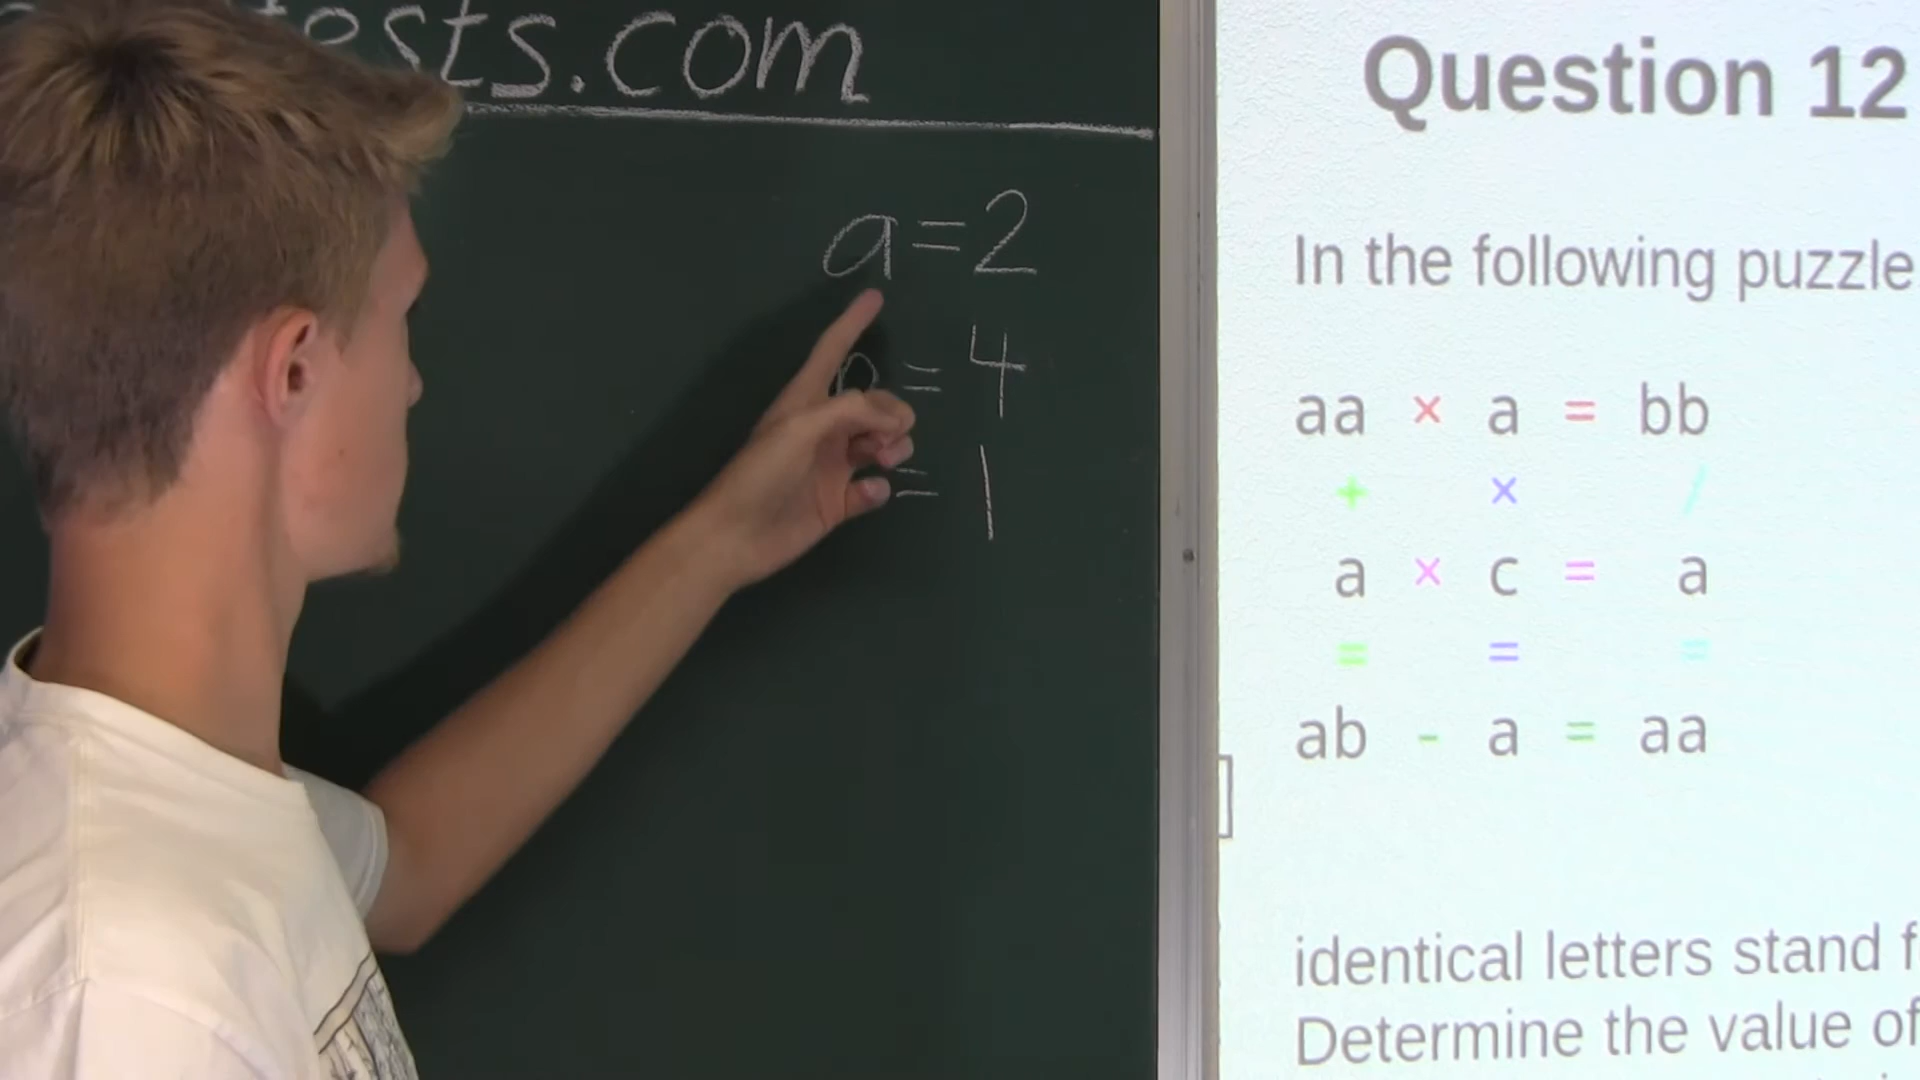 sts.com
a=2
= 4
= 1
Question 12
In the following puzzle
aa × a = bb
+ × /
a × c = a
= = =
ab - a = aa
identical letters stand f
Determine the value of